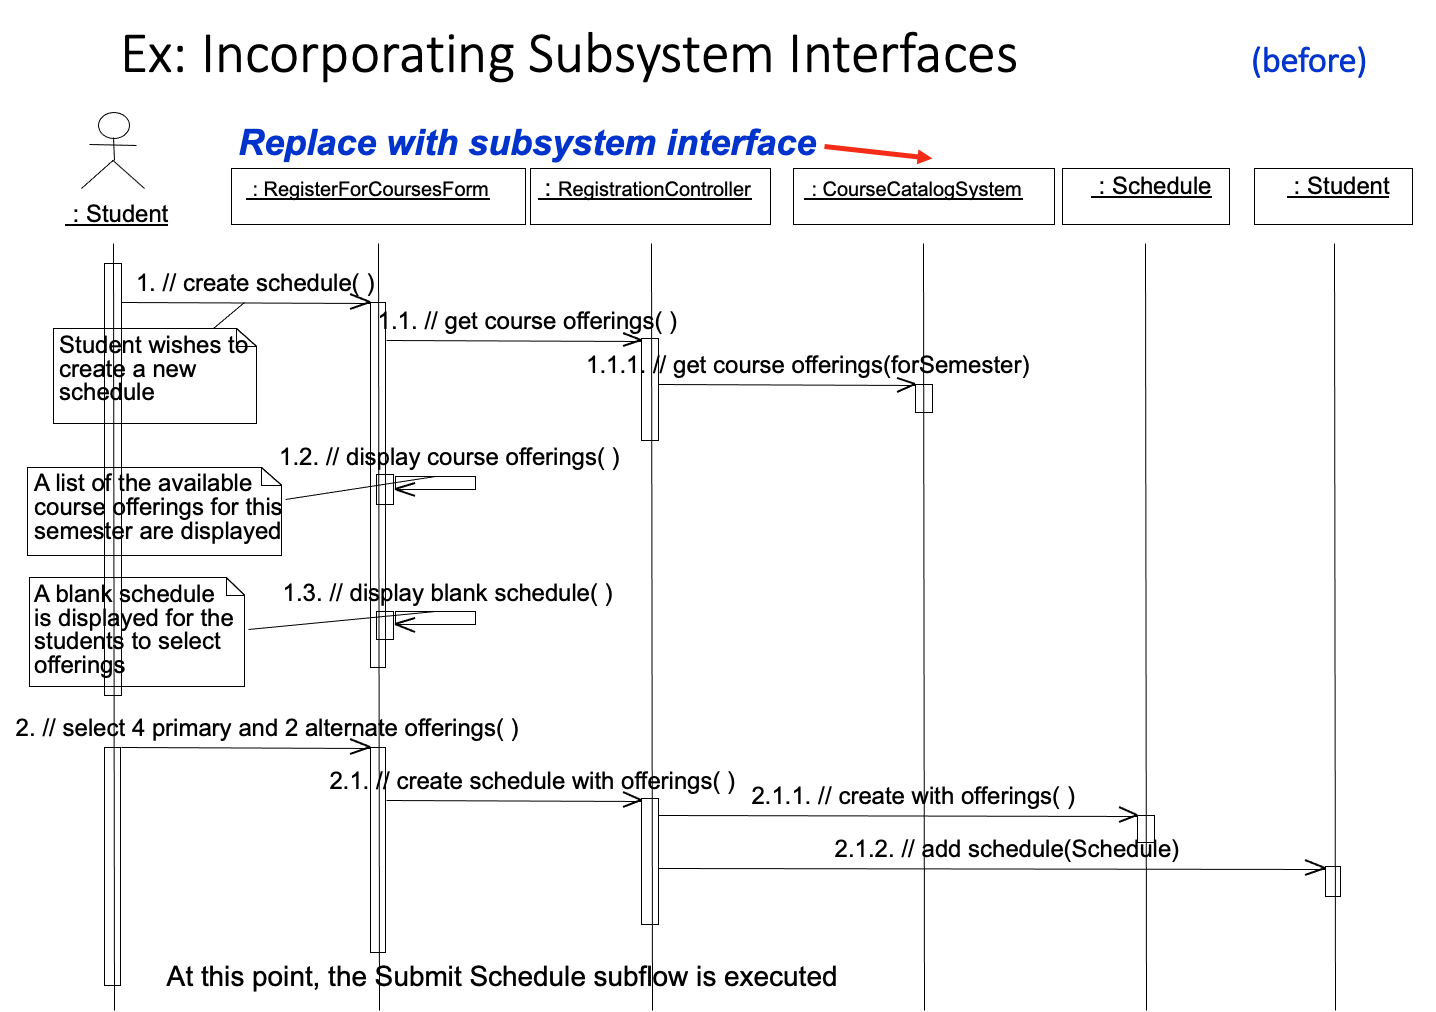 Ex: Incorporating Subsystem Interfaces
(before)
Replace with subsystem interface
: Student
: RegisterForCoursesForm
: RegistrationController
: CourseCatalogSystem
: Schedule
: Student
1. // create schedule( )
1.1. // get course offerings( )
Student wishes to
create a new
schedule
1.1.1. // get course offerings(forSemester)
1.2. // display course offerings( )
A list of the available
course offerings for this
semester are displayed
1.3. // display blank schedule( )
A blank schedule
is displayed for the
students to select
offerings
2. // select 4 primary and 2 alternate offerings( )
2.1. // create schedule with offerings( )
2.1.1. // create with offerings( )
2.1.2. // add schedule(Schedule)
At this point, the Submit Schedule subflow is executed